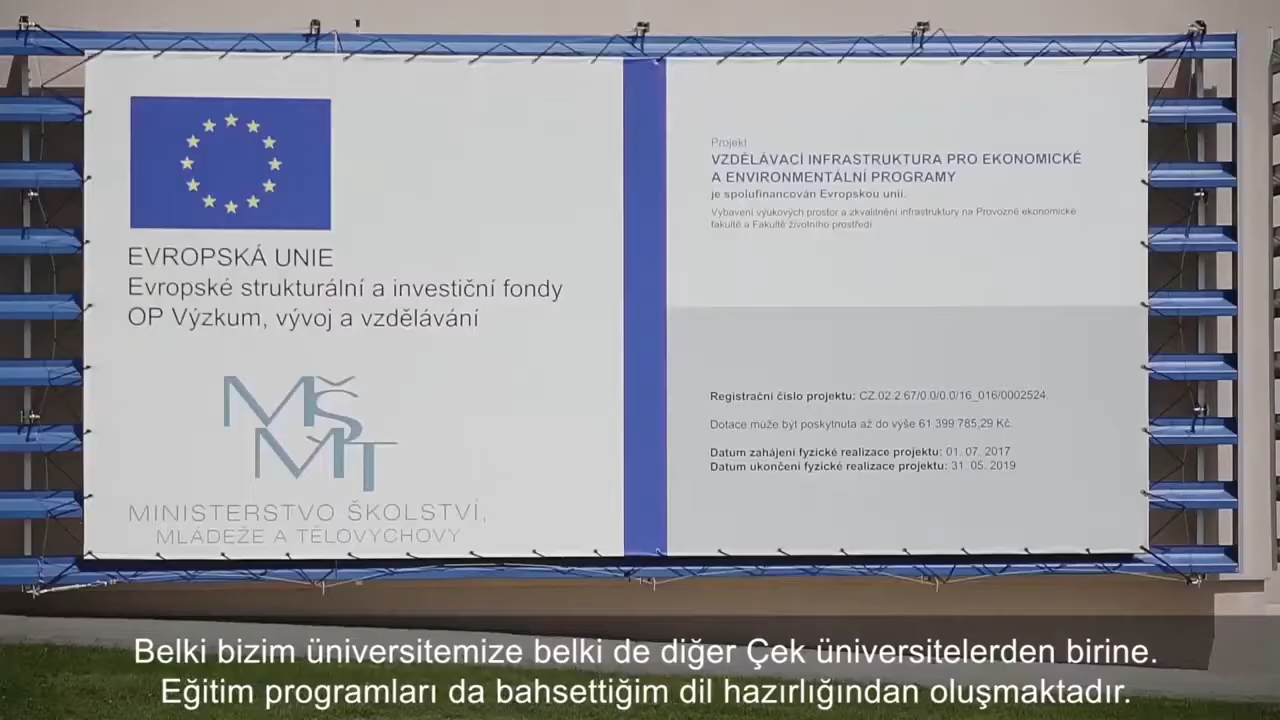 EVROPSKÁ UNIE
Evropské strukturální a investiční fondy
OP Výzkum, vývoj a vzdělávání
MŠMT
MINISTERSTVO ŠKOLSTVÍ,
MLÁDEŽE A TĚLOVÝCHOVY
Projekt
VZDĚLÁVACÍ INFRASTRUKTURA PRO EKONOMICKÉ
A ENVIRONMENTÁLNÍ PROGRAMY
je spolufinancován Evropskou unií.
Vybavení výukových prostor a zkvalitnění infrastruktury na Provozně ekonomické
fakultě a Fakultě životního prostředí
Registrační číslo projektu: CZ.02.2.67/0.0/0.0/16_016/0002524
Dotace může být poskytnuta až do výše 61 399 785,29 Kč.
Datum zahájení fyzické realizace projektu: 01. 07. 2017
Datum ukončení fyzické realizace projektu: 31. 05. 2019
Belki bizim üniversitemize belki de diğer Çek üniversitelerden birine.
Eğitim programları da bahsettiğim dil hazırlığından oluşmaktadır.